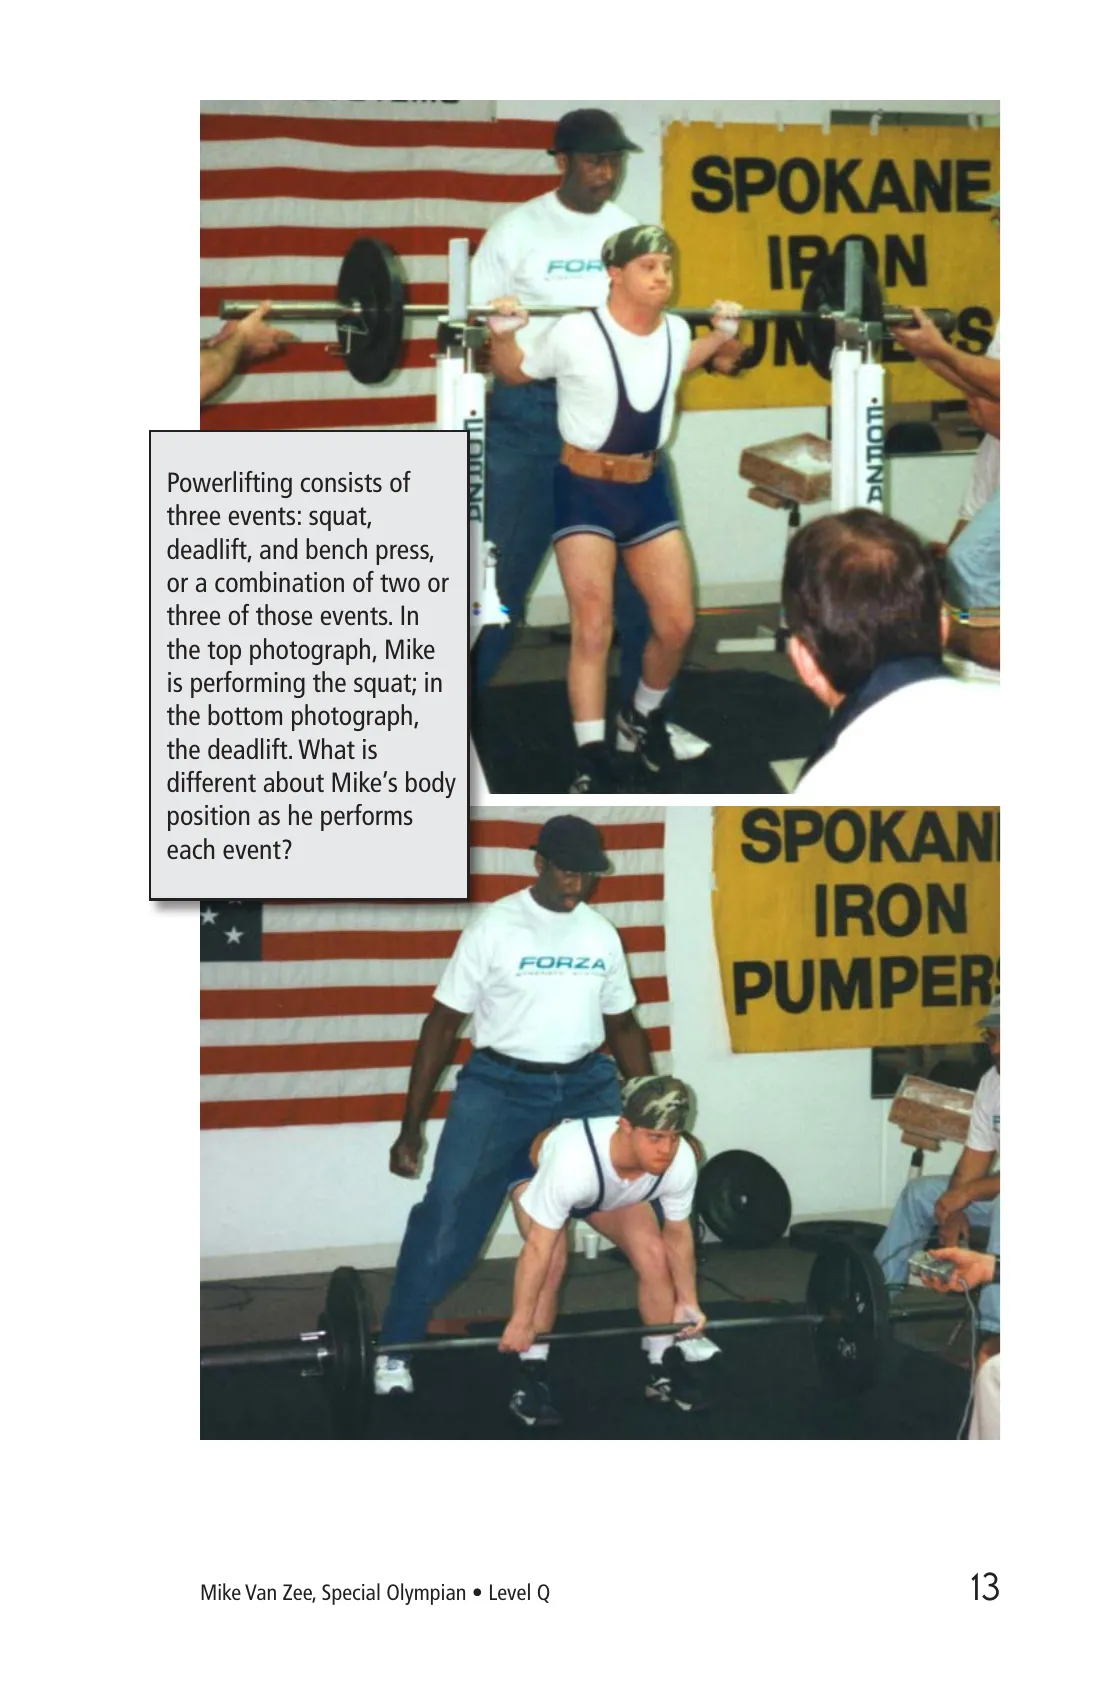 SPOKANE
IRON
FOR
FORZA
Powerlifting consists of
three events: squat,
deadlift, and bench press,
or a combination of two or
three of those events. In
the top photograph, Mike
is performing the squat; in
the bottom photograph,
the deadlift. What is
different about Mike’s body
position as he performs
each event?
SPOKAN
IRON
PUMPERS
FORZA
Mike Van Zee, Special Olympian • Level Q
13